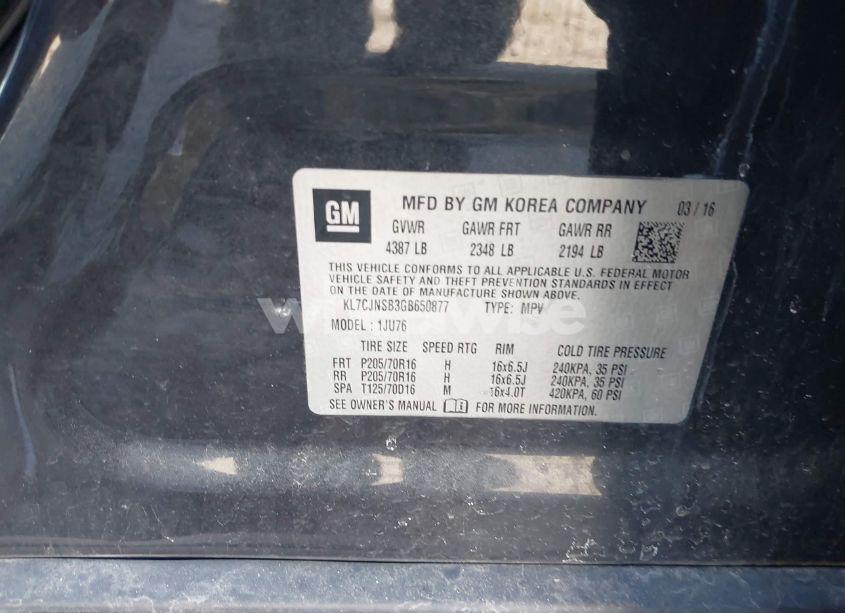 GM
MFD BY GM KOREA COMPANY 03 / 16
GVWR GAWR FRT GAWR RR
4387 LB 2348 LB 2194 LB
THIS VEHICLE CONFORMS TO ALL APPLICABLE U.S. FEDERAL MOTOR
VEHICLE SAFETY AND THEFT PREVENTION STANDARDS IN EFFECT
ON THE DATE OF MANUFACTURE SHOWN ABOVE.
KL7CJNSB3GB650877 TYPE: MPV
MODEL : 1JU76
TIRE SIZE SPEED RTG RIM COLD TIRE PRESSURE
FRT P205/70R16 H 16x6.5J 240KPA, 35 PSI
RR P205/70R16 H 16x6.5J 240KPA, 35 PSI
SPA T125/70D16 M 16x4.0T 420KPA, 60 PSI
SEE OWNER'S MANUAL FOR MORE INFORMATION.